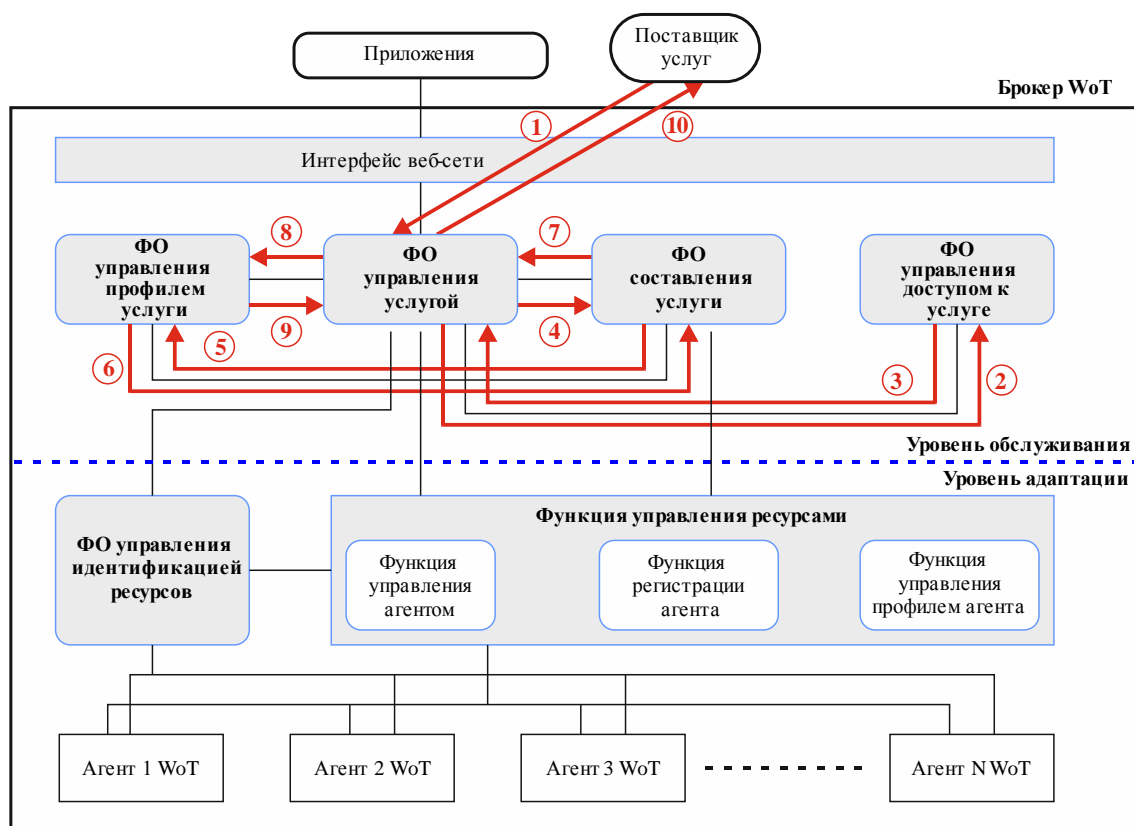 Поставщик
услуг
Приложения
Брокер WoT
1
10
Интерфейс веб-сети
8
7
ФО
управления
профилем
услуги
ФО
управления
услугой
ФО
составления
услуги
ФО
управления
доступом к
услуге
9
4
5
6
3
2
Уровень обслуживания
Уровень адаптации
ФО управления
идентификацией
ресурсов
Функция управления ресурсами
Функция
управления
агентом
Функция
регистрации
агента
Функция
управления
профилем агента
Агент 1 WoT
Агент 2 WoT
Агент 3 WoT
Агент N WoT